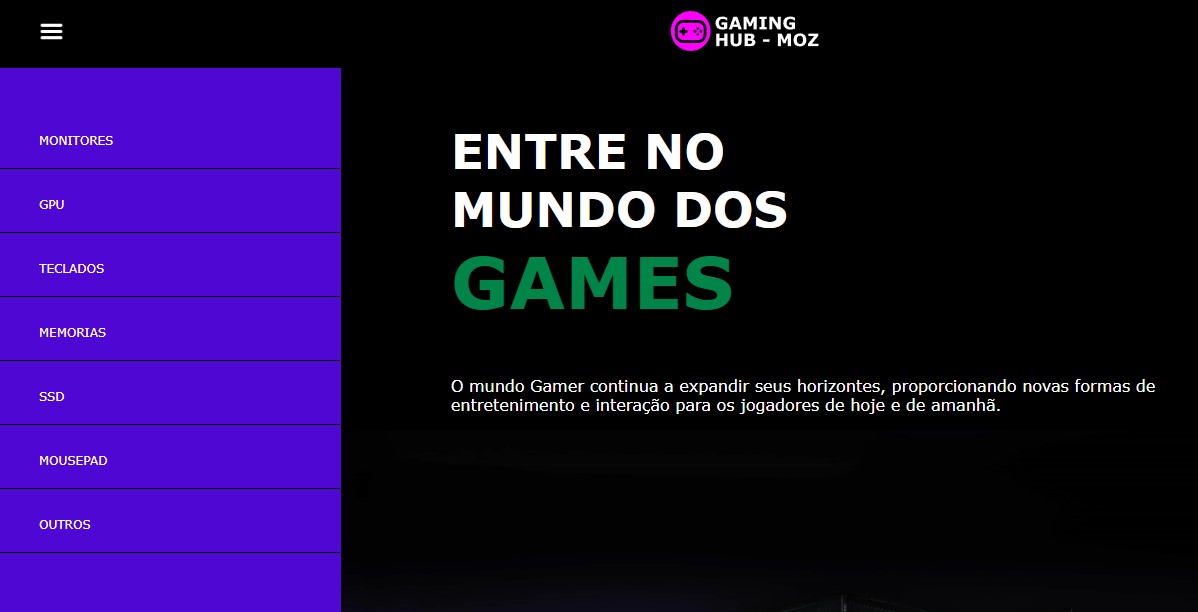 GAMING
HUB - MOZ
MONITORES
GPU
TECLADOS
MEMORIAS
SSD
MOUSEPAD
OUTROS
ENTRE NO
MUNDO DOS
GAMES
O mundo Gamer continua a expandir seus horizontes, proporcionando novas formas de
entretenimento e interação para os jogadores de hoje e de amanhã.